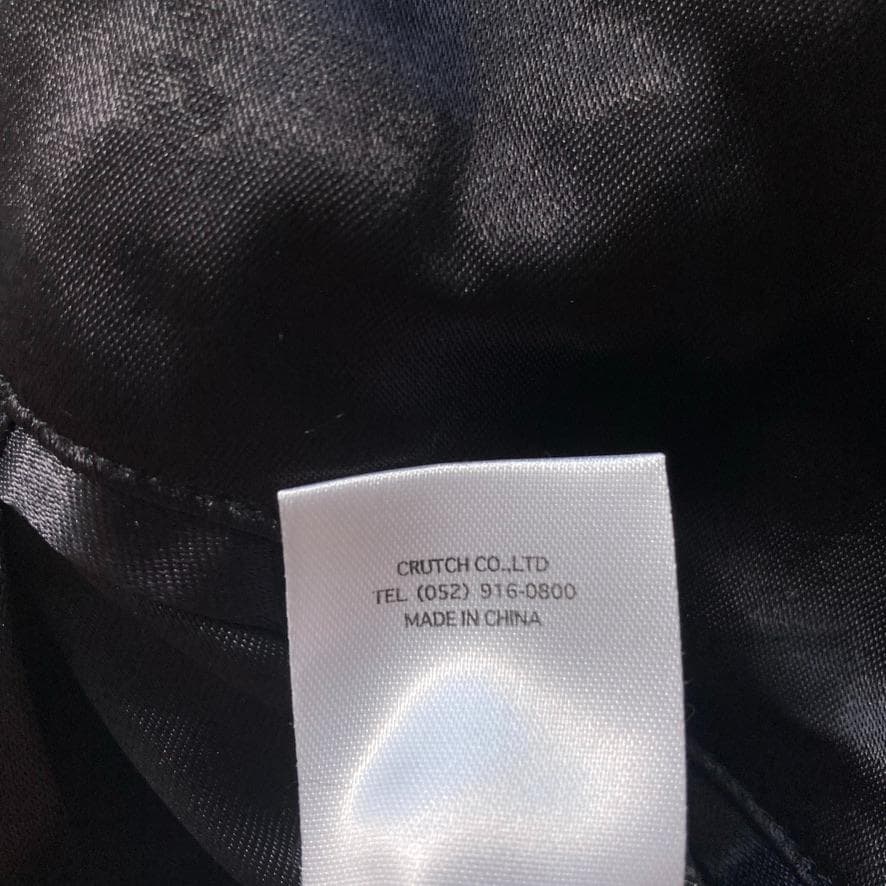 CRUTCH CO.,LTD
TEL (052) 916-0800
MADE IN CHINA